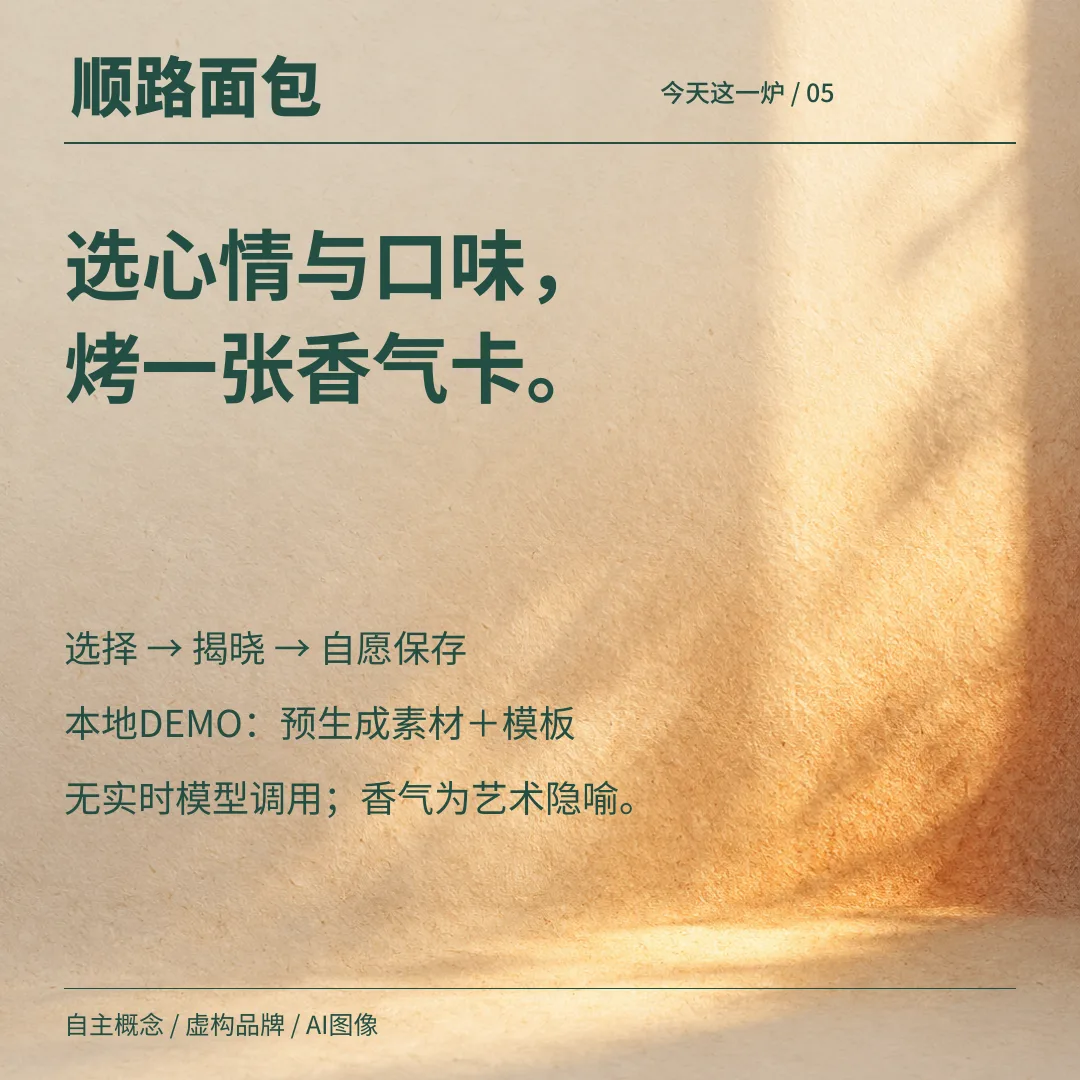 顺路面包
今天这一炉 / 05
选心情与口味，
烤一张香气卡。
选择 → 揭晓 → 自愿保存
本地DEMO：预生成素材＋模板
无实时模型调用；香气为艺术隐喻。
自主概念 / 虚构品牌 / AI图像